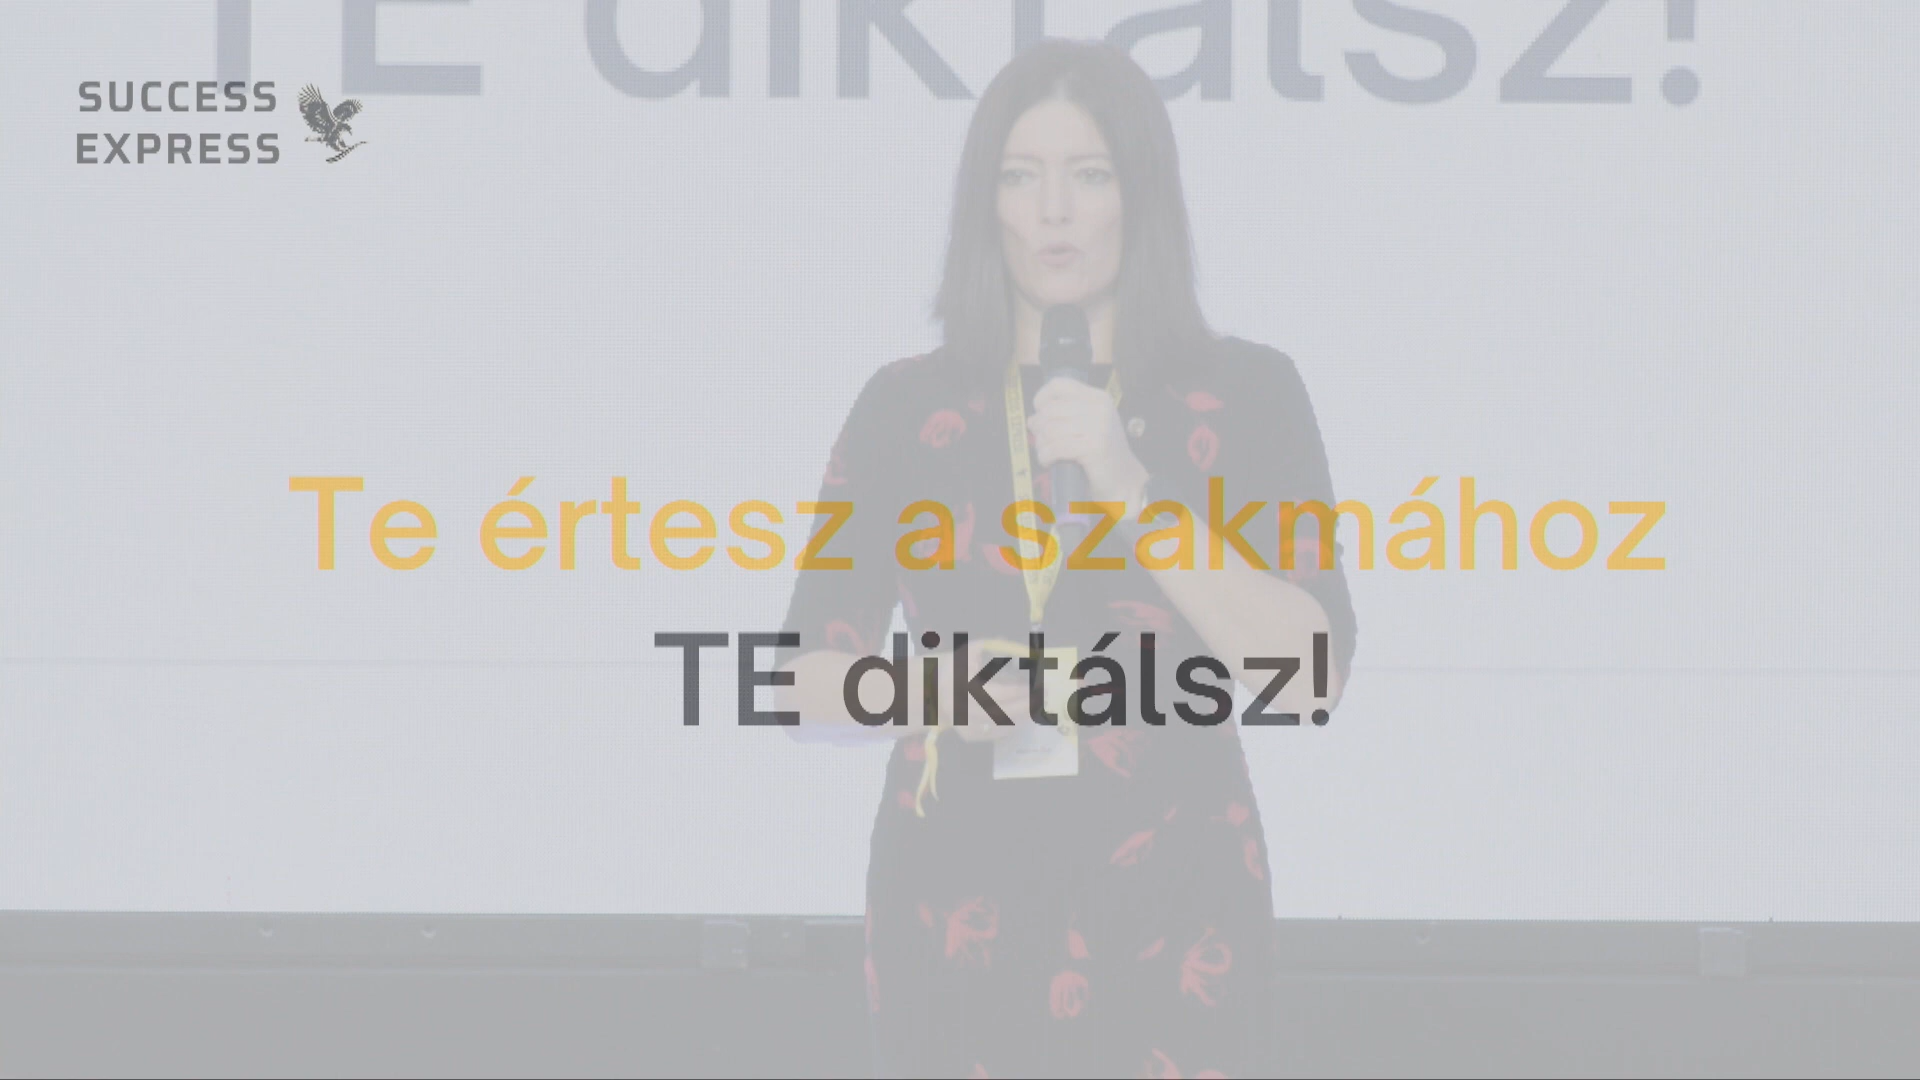 TE diktálsz!
SUCCESS
EXPRESS
Te értesz a szakmához
TE diktálsz!